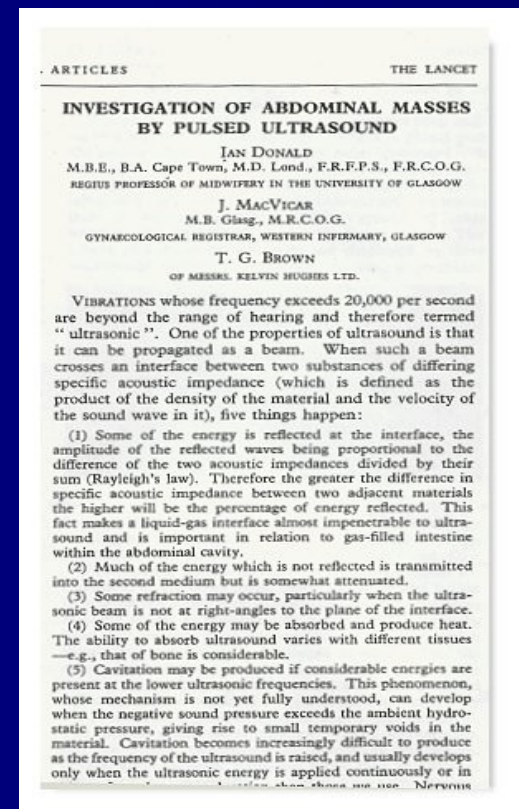 . ARTICLES THE LANCET
INVESTIGATION OF ABDOMINAL MASSES
BY PULSED ULTRASOUND
IAN DONALD
M.B.E., B.A. Cape Town, M.D. Lond., F.R.F.P.S., F.R.C.O.G.
REGIUS PROFESSOR OF MIDWIFERY IN THE UNIVERSITY OF GLASGOW
J. MACVICAR
M.B. Glasg., M.R.C.O.G.
GYNAECOLOGICAL REGISTRAR, WESTERN INFIRMARY, GLASGOW
T. G. BROWN
OF MESSRS. KELVIN HUGHES LTD.
VIBRATIONS whose frequency exceeds 20,000 per second
are beyond the range of hearing and therefore termed
“ ultrasonic ”. One of the properties of ultrasound is that
it can be propagated as a beam. When such a beam
crosses an interface between two substances of differing
specific acoustic impedance (which is defined as the
product of the density of the material and the velocity of
the sound wave in it), five things happen:
(1) Some of the energy is reflected at the interface, the
amplitude of the reflected waves being proportional to the
difference of the two acoustic impedances divided by their
sum (Rayleigh's law). Therefore the greater the difference in
specific acoustic impedance between two adjacent materials
the higher will be the percentage of energy reflected. This
fact makes a liquid-gas interface almost impenetrable to ultra-
sound and is important in relation to gas-filled intestine
within the abdominal cavity.
(2) Much of the energy which is not reflected is transmitted
into the second medium but is somewhat attenuated.
(3) Some refraction may occur, particularly when the ultra-
sonic beam is not at right-angles to the plane of the interface.
(4) Some of the energy may be absorbed and produce heat.
The ability to absorb ultrasound varies with different tissues
—e.g., that of bone is considerable.
(5) Cavitation may be produced if considerable energies are
present at the lower ultrasonic frequencies. This phenomenon,
whose mechanism is not yet fully understood, can develop
when the negative sound pressure exceeds the ambient hydro-
static pressure, giving rise to small temporary voids in the
material. Cavitation becomes increasingly difficult to produce
as the frequency of the ultrasound is raised, and usually develops
only when the ultrasonic energy is applied continuously or in
than those we use. Nervous